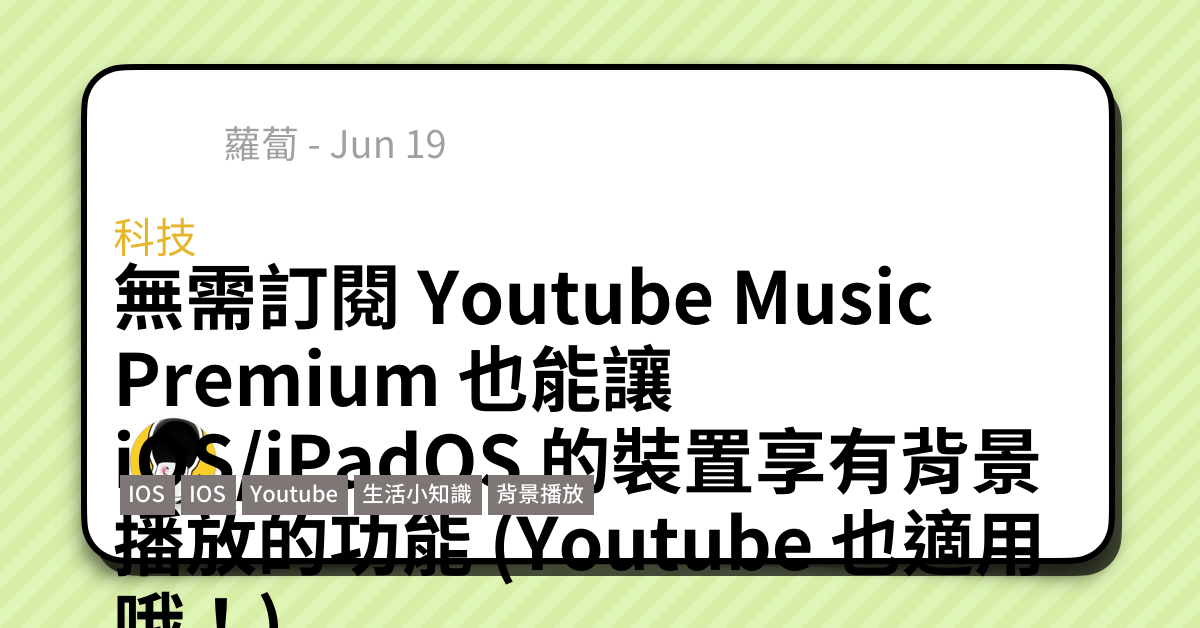 蘿蔔 - Jun 19
科技
無需訂閱 Youtube Music
Premium 也能讓
iOS/iPadOS 的裝置享有背景
IOS IOS Youtube 生活小知識 背景播放
播放的功能 (Youtube 也適用
哦！)